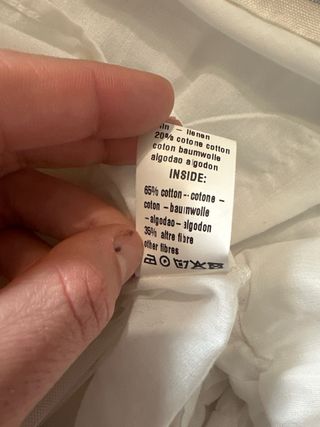 lin - lienen
20% cotone cotton
coton baumwolle
algodao algodon
INSIDE:
65% cotton - cotone -
coton - baumwolle
- algodao - algodon
35% altre fibre
other fibres